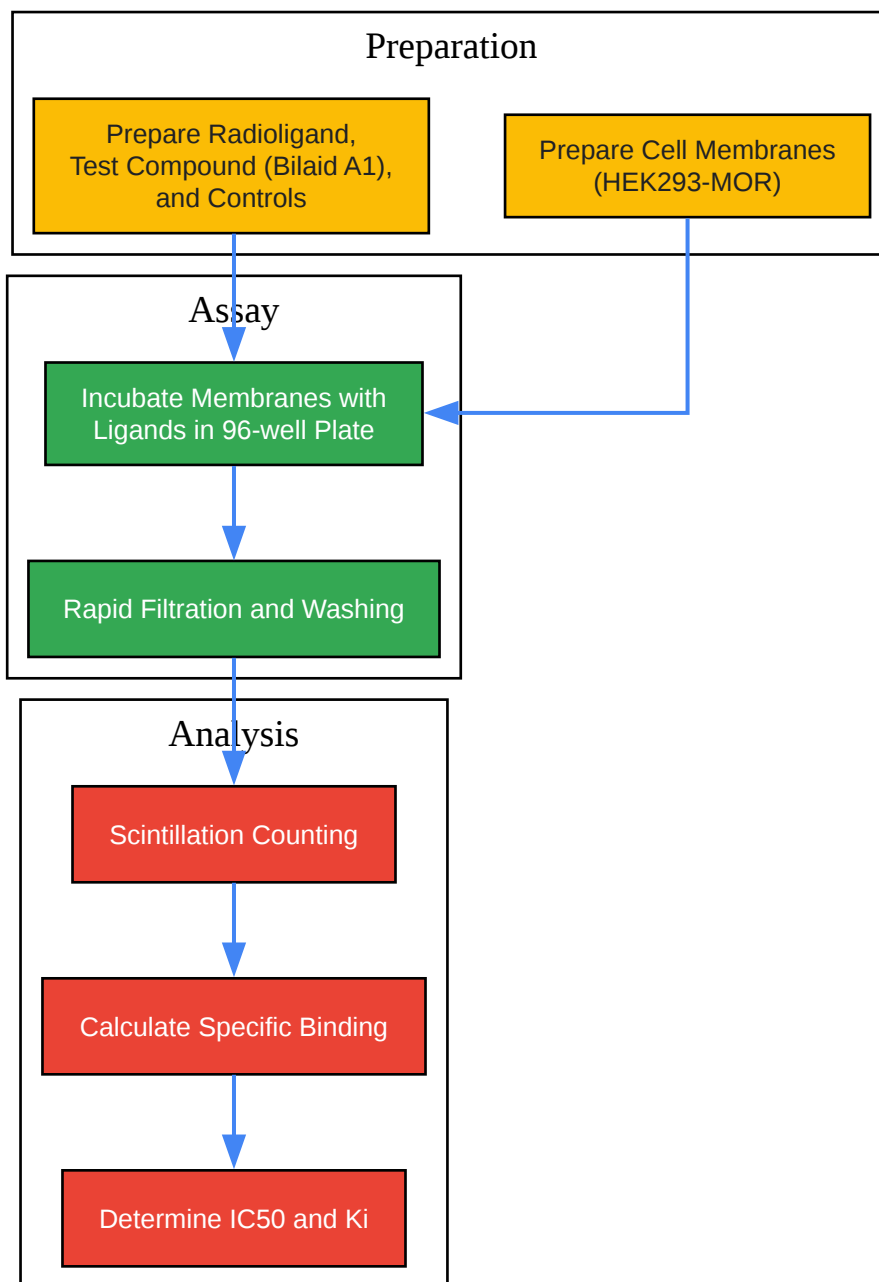 Preparation
Prepare Radioligand,
Test Compound (Bilaid A1),
and Controls
Prepare Cell Membranes
(HEK293-MOR)
Assay
Incubate Membranes with
Ligands in 96-well Plate
Rapid Filtration and Washing
Analysis
Scintillation Counting
Calculate Specific Binding
Determine IC50 and Ki